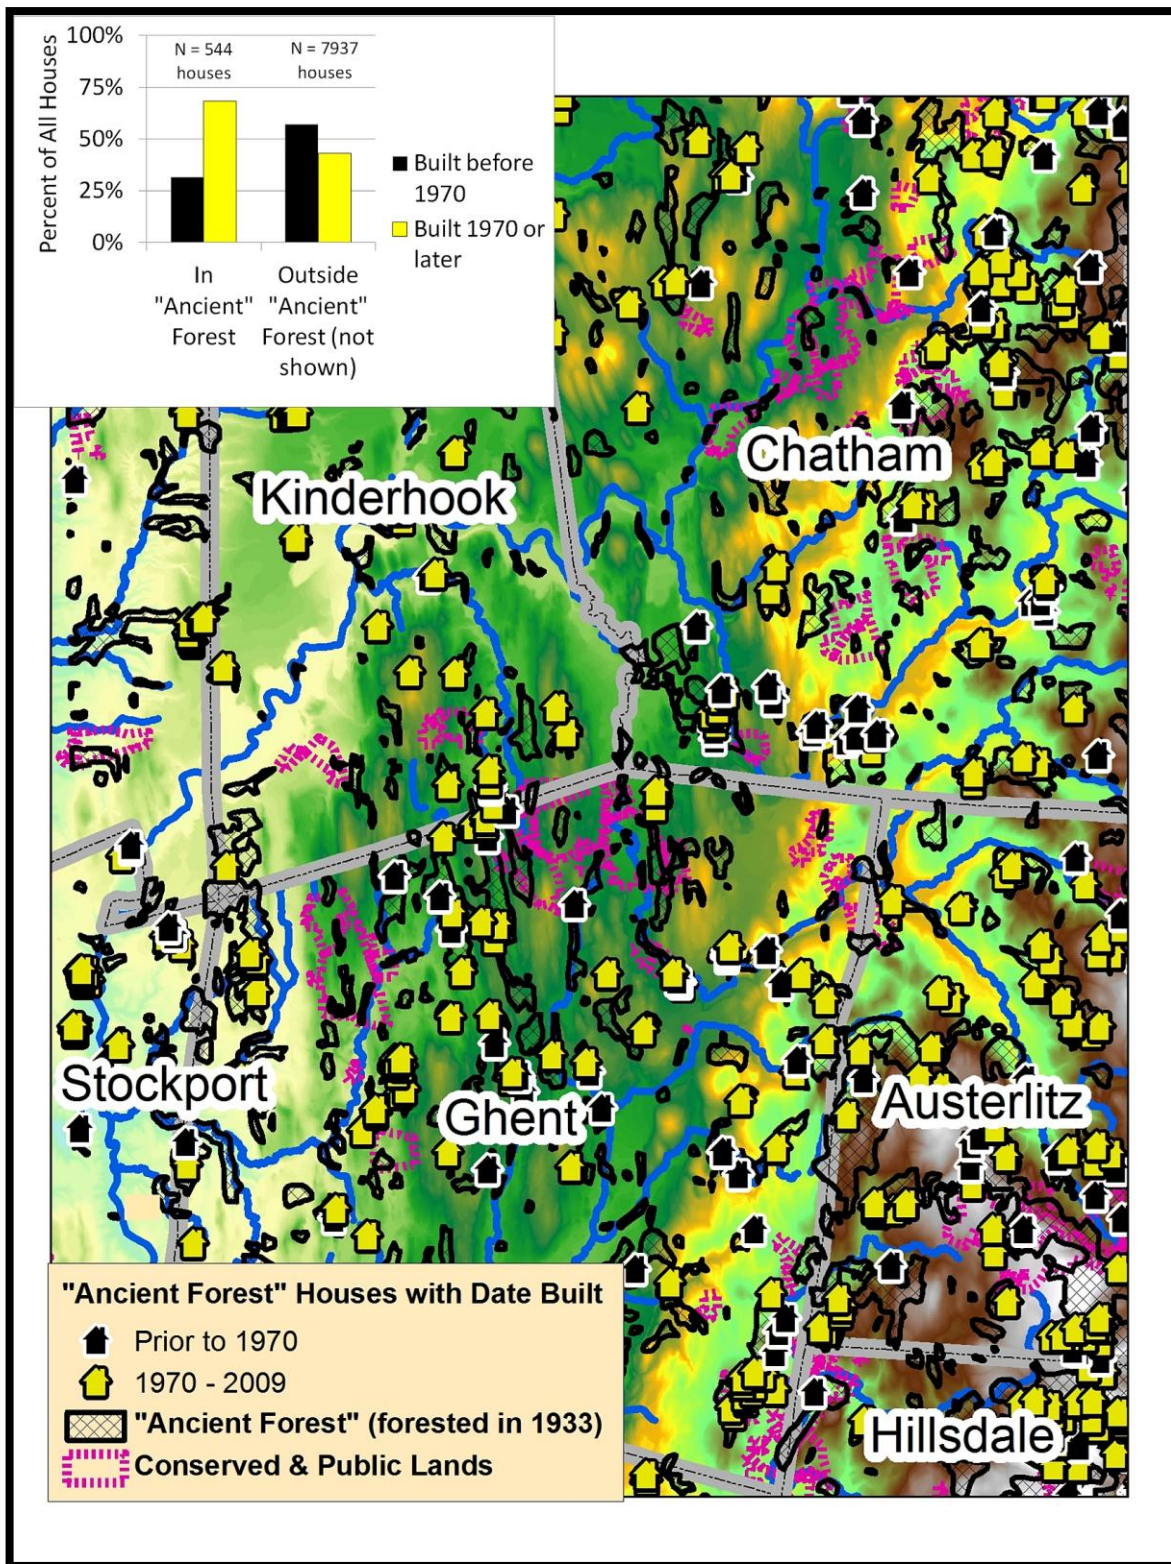 100%
75%
50%
25%
0%
Percent of All Houses
N = 544
houses
N = 7937
houses
Built before
1970
Built 1970 or
later
In
"Ancient"
Forest
Outside
"Ancient"
Forest (not
shown)
Chatham
Kinderhook
Stockport
Ghent
Austerlitz
Hillsdale
"Ancient Forest" Houses with Date Built
Prior to 1970
1970 - 2009
"Ancient Forest" (forested in 1933)
Conserved & Public Lands